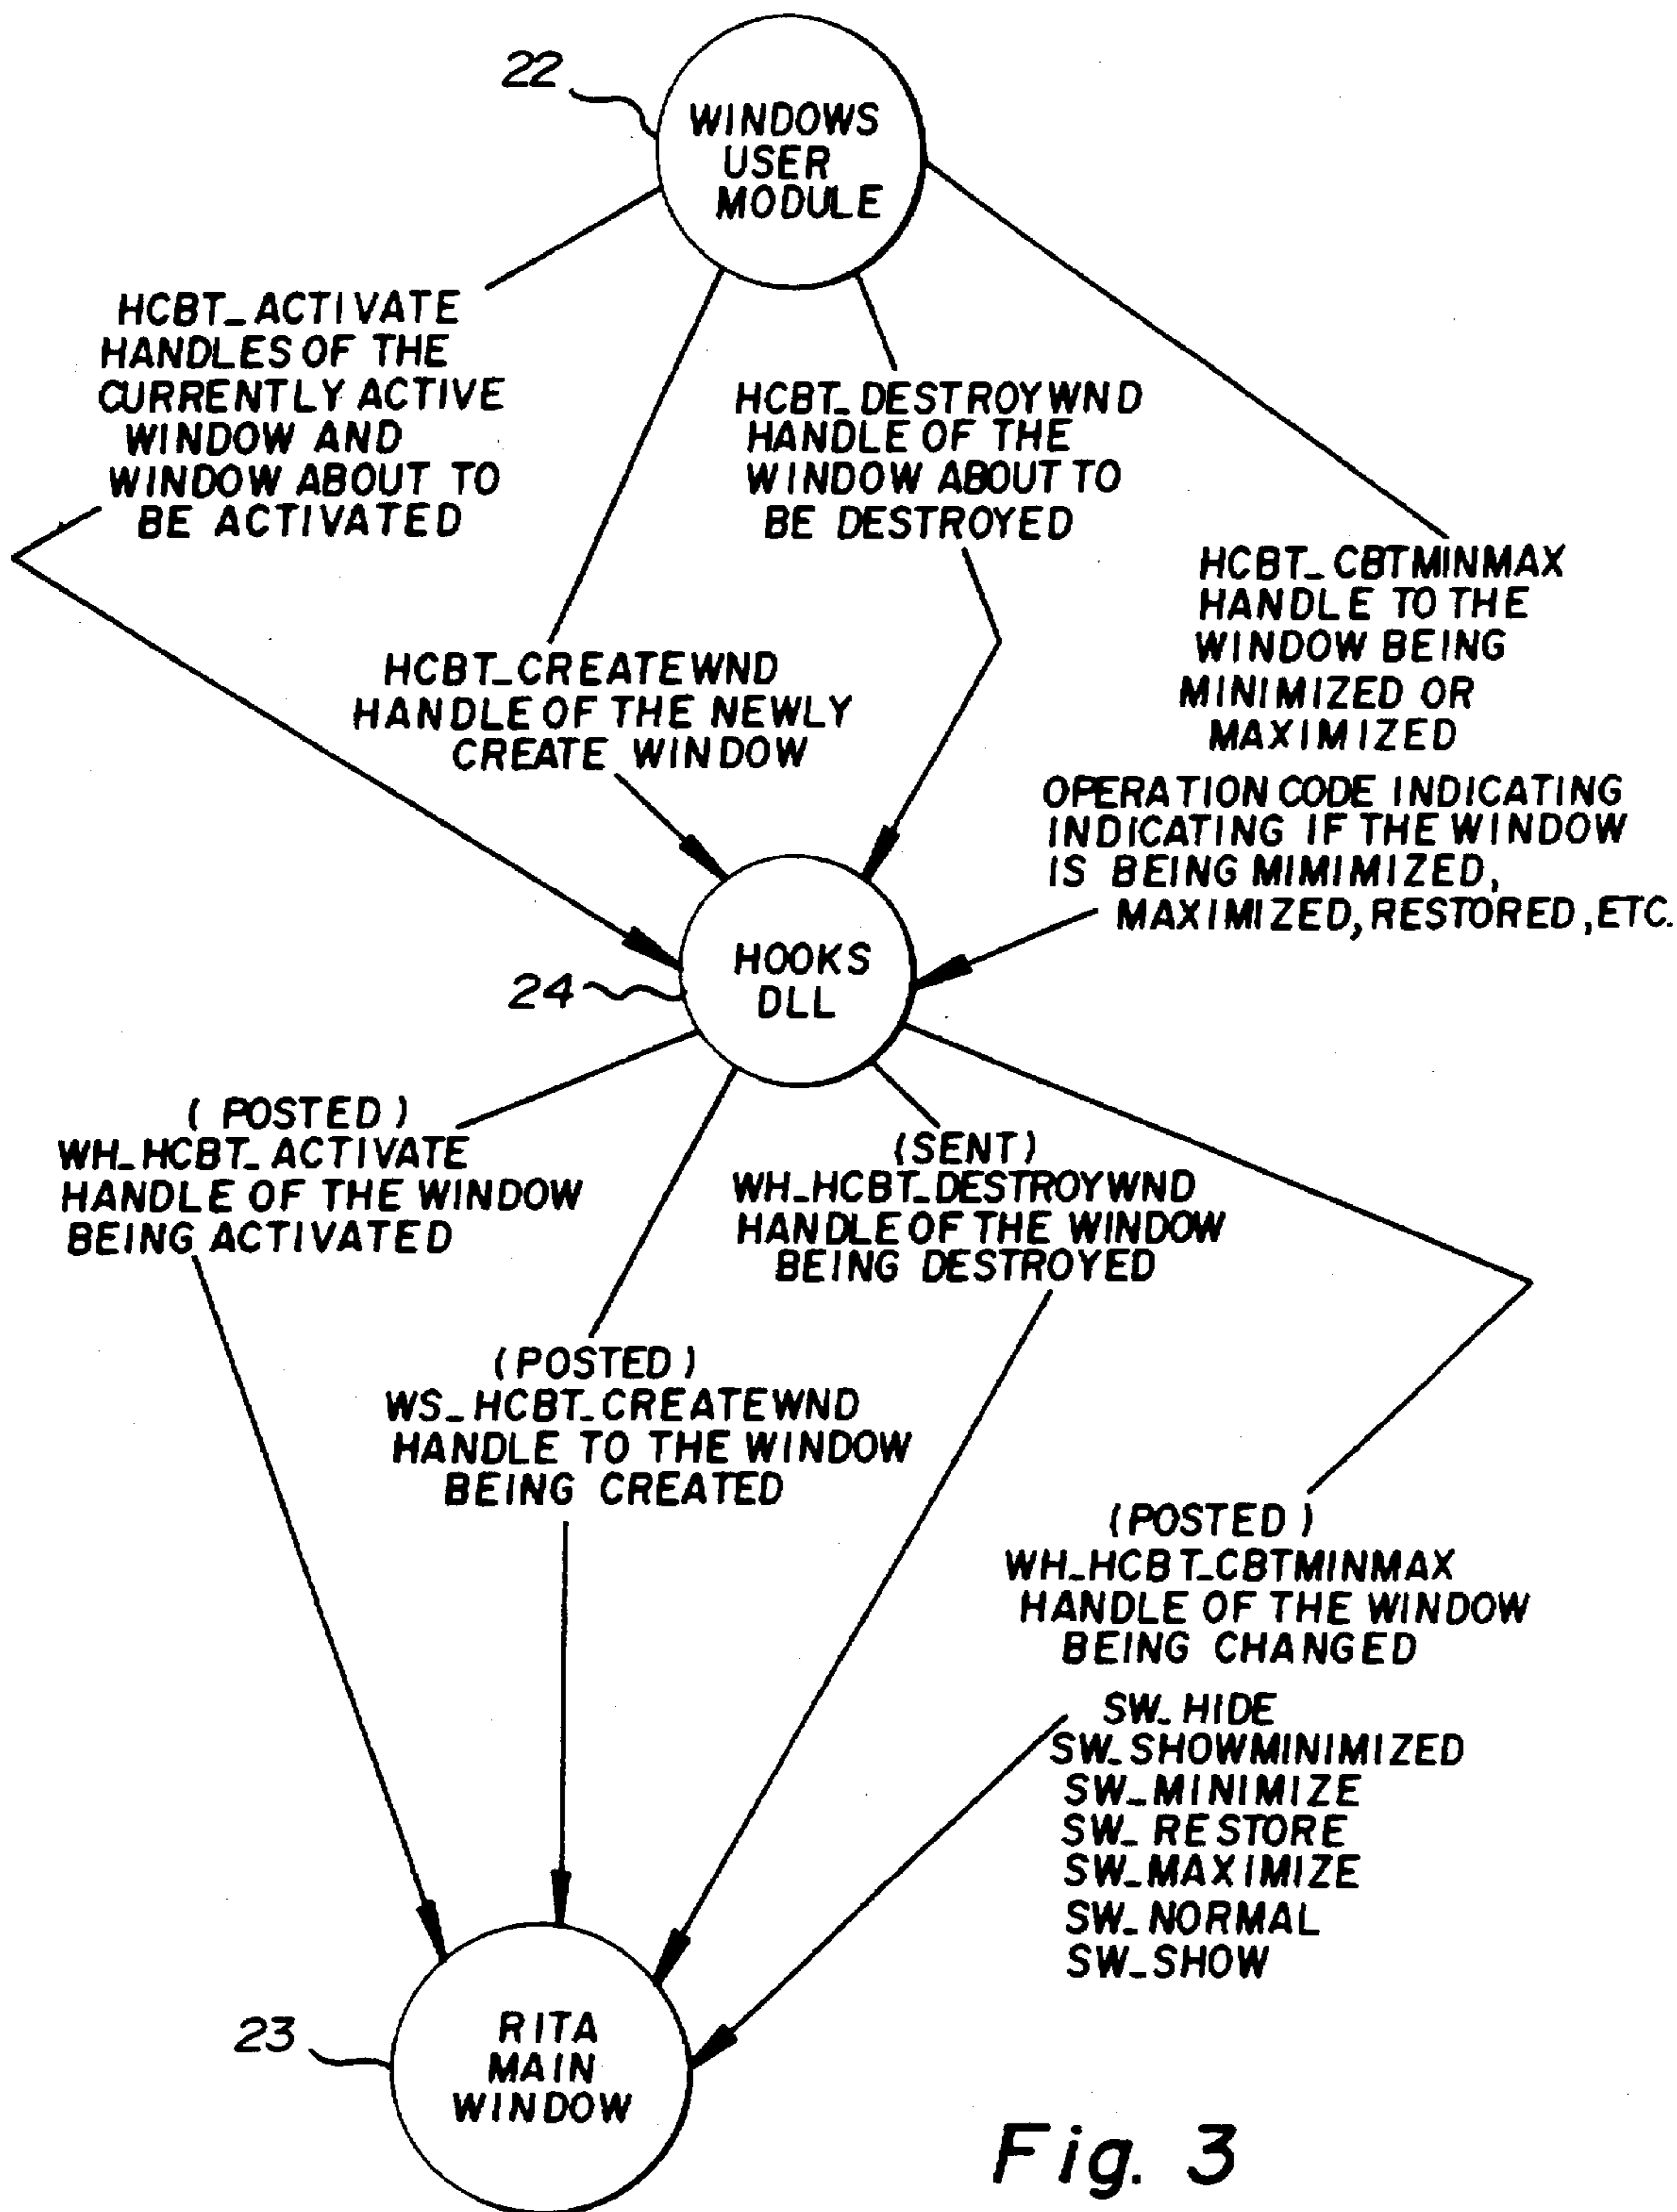 22
WINDOWS
USER
MODULE
HCBT_ACTIVATE
HANDLES OF THE
CURRENTLY ACTIVE
WINDOW AND
WINDOW ABOUT TO
BE ACTIVATED
HCBT_DESTROYWND
HANDLE OF THE
WINDOW ABOUT TO
BE DESTROYED
HCBT_CBTMINMAX
HANDLE TO THE
WINDOW BEING
MINIMIZED OR
MAXIMIZED
HCBT_CREATEWND
HANDLE OF THE NEWLY
CREATE WINDOW
OPERATION CODE INDICATING
INDICATING IF THE WINDOW
IS BEING MIMIMIZED,
MAXIMIZED, RESTORED, ETC.
24
HOOKS
DLL
(POSTED)
WH_HCBT_ACTIVATE
HANDLE OF THE WINDOW
BEING ACTIVATED
(SENT)
WH_HCBT_DESTROYWND
HANDLE OF THE WINDOW
BEING DESTROYED
(POSTED)
WS_HCBT_CREATEWND
HANDLE TO THE WINDOW
BEING CREATED
(POSTED)
WH_HCBT_CBTMINMAX
HANDLE OF THE WINDOW
BEING CHANGED
SW_HIDE
SW_SHOWMINIMIZED
SW_MINIMIZE
SW_RESTORE
SW_MAXIMIZE
SW_NORMAL
SW_SHOW
23
RITA
MAIN
WINDOW
Fig. 3